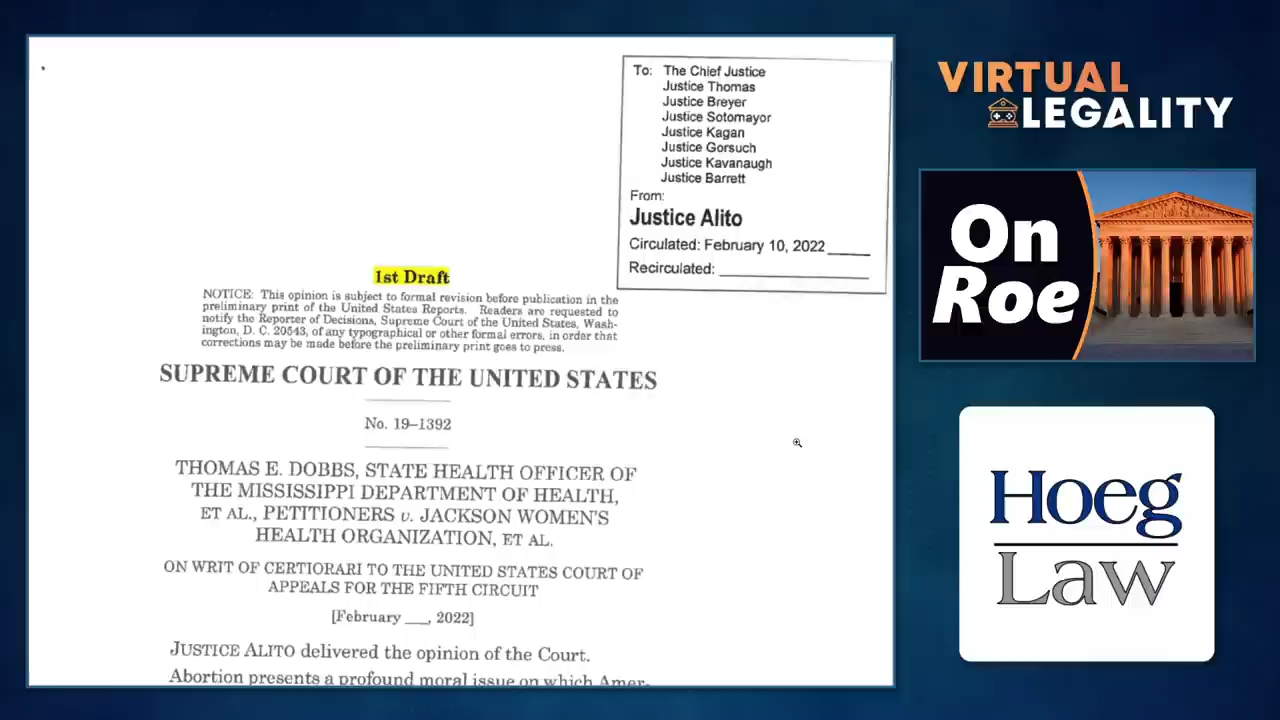 To: The Chief Justice
Justice Thomas
Justice Breyer
Justice Sotomayor
Justice Kagan
Justice Gorsuch
Justice Kavanaugh
Justice Barrett
From:
Justice Alito
Circulated: February 10, 2022_____
Recirculated: __________________
1st Draft
NOTICE: This opinion is subject to formal revision before publication in the
preliminary print of the United States Reports. Readers are requested to
notify the Reporter of Decisions, Supreme Court of the United States, Wash-
ington, D. C. 20543, of any typographical or other formal errors, in order that
corrections may be made before the preliminary print goes to press.
SUPREME COURT OF THE UNITED STATES
No. 19–1392
THOMAS E. DOBBS, STATE HEALTH OFFICER OF
THE MISSISSIPPI DEPARTMENT OF HEALTH,
ET AL., PETITIONERS v. JACKSON WOMEN'S
HEALTH ORGANIZATION, ET AL.
ON WRIT OF CERTIORARI TO THE UNITED STATES COURT OF
APPEALS FOR THE FIFTH CIRCUIT
[February ___, 2022]
JUSTICE ALITO delivered the opinion of the Court.
Abortion presents a profound moral issue on which Amer-
VIRTUAL
LEGALITY
On
Roe
Hoeg
Law